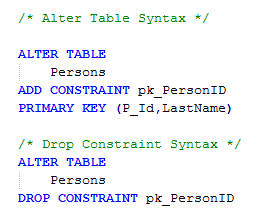 /* Alter Table Syntax */
ALTER TABLE
Persons
ADD CONSTRAINT pk_PersonID
PRIMARY KEY (P_Id,LastName)
/* Drop Constraint Syntax */
ALTER TABLE
Persons
DROP CONSTRAINT pk_PersonID